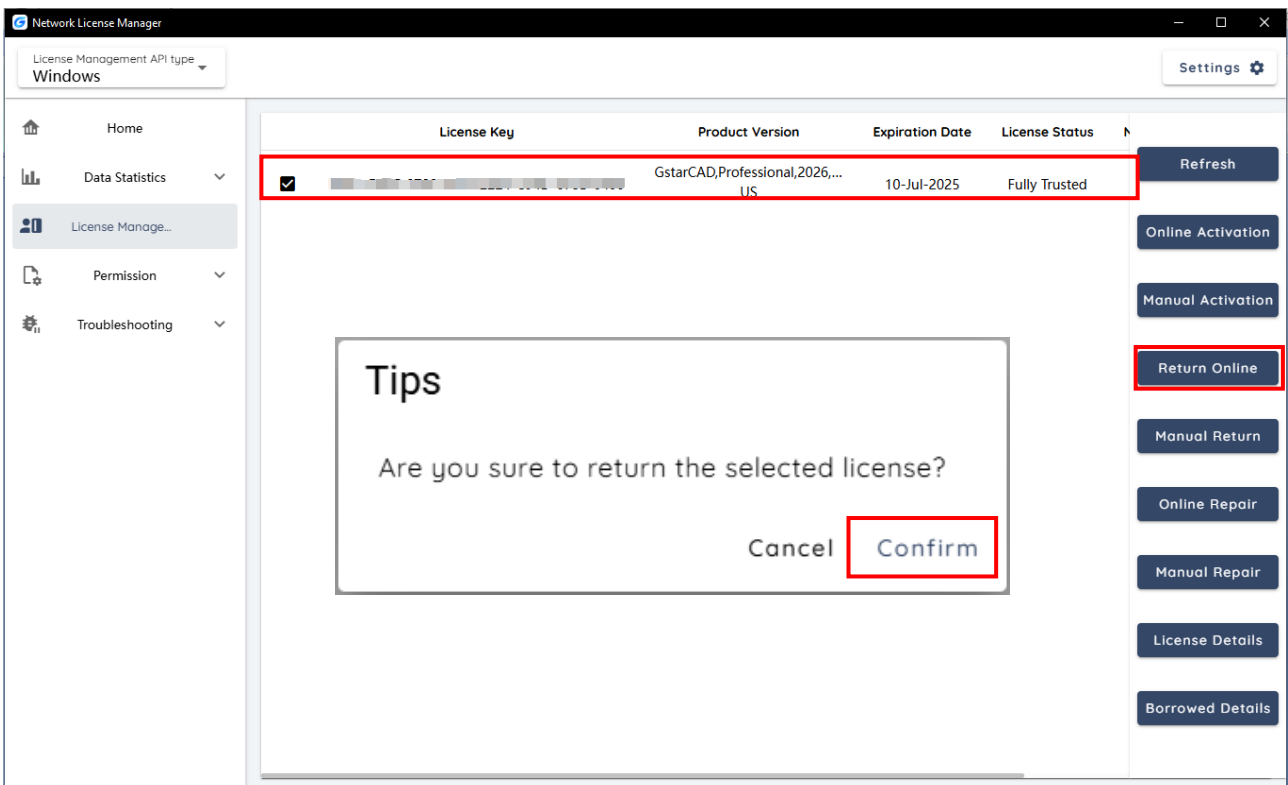 Network License Manager
License Management API type
Windows
Settings
Home
Data Statistics
License Manage...
Permission
Troubleshooting
License Key Product Version Expiration Date License Status
GstarCAD,Professional,2026,...
US
10-Jul-2025 Fully Trusted
Tips
Are you sure to return the selected license?
Cancel Confirm
Refresh
Online Activation
Manual Activation
Return Online
Manual Return
Online Repair
Manual Repair
License Details
Borrowed Details